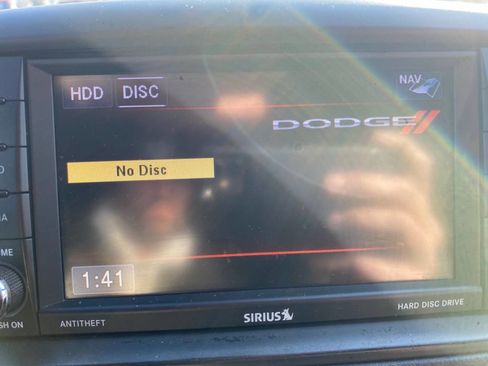 HDD DISC NAV
DODGE
No Disc
1:41
ANTITHEFT SIRIUS HARD DISC DRIVE